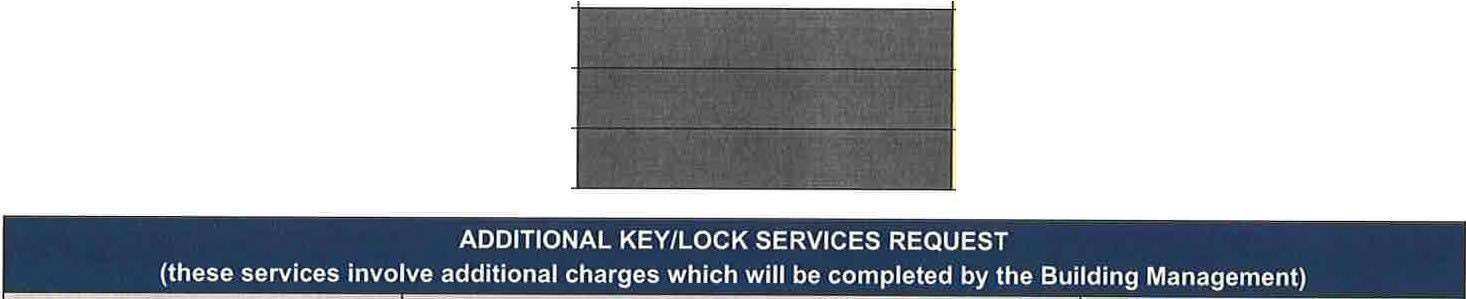 ADDITIONAL KEY/LOCK SERVICES REQUEST
(these services involve additional charges which will be completed by the Building Management)